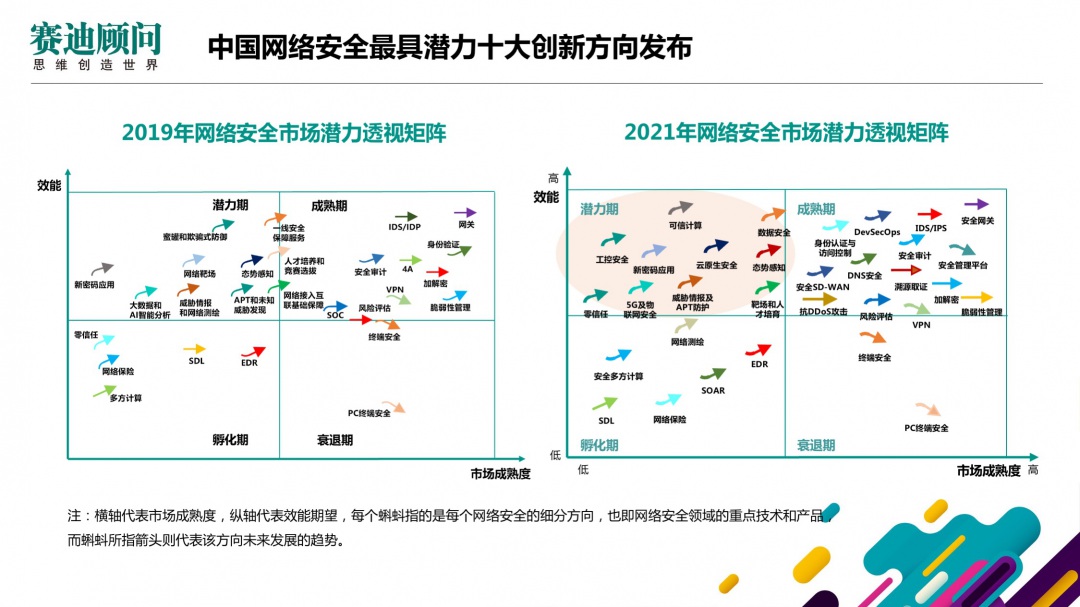 赛迪顾问
思维创造世界
中国网络安全最具潜力十大创新方向发布
2019年网络安全市场潜力透视矩阵
效能
潜力期
成熟期
蜜罐和欺骗式防御
一线安全
保障服务
IDS/IDP
网关
身份验证
新密码应用
网络靶场
态势感知
人才培养和
竞赛选拔
安全审计
4A
加解密
大数据和
AI智能分析
威胁情报
和网络测绘
APT和未知
威胁发现
网络接入互
联基础保障
SOC
VPN
风险评估
脆弱性管理
终端安全
零信任
网络保险
多方计算
SDL
EDR
PC终端安全
孵化期
衰退期
市场成熟度
2021年网络安全市场潜力透视矩阵
高
效能
潜力期
成熟期
可信计算
数据安全
身份认证与
访问控制
DevSecOps
IDS/IPS
安全网关
工控安全
新密码应用
云原生安全
态势感知
DNS安全
安全审计
安全管理平台
安全SD-WAN
溯源取证
加解密
零信任
5G及物
联网安全
威胁情报及
APT防护
靶场和人
才培育
抗DDoS攻击
风险评估
VPN
脆弱性管理
网络测绘
终端安全
安全多方计算
EDR
SOAR
SDL
网络保险
PC终端安全
孵化期
衰退期
低
低
市场成熟度
高
注：横轴代表市场成熟度，纵轴代表效能期望，每个蝌蚪指的是每个网络安全的细分方向，也即网络安全领域的重点技术和产品，
而蝌蚪所指箭头则代表该方向未来发展的趋势。